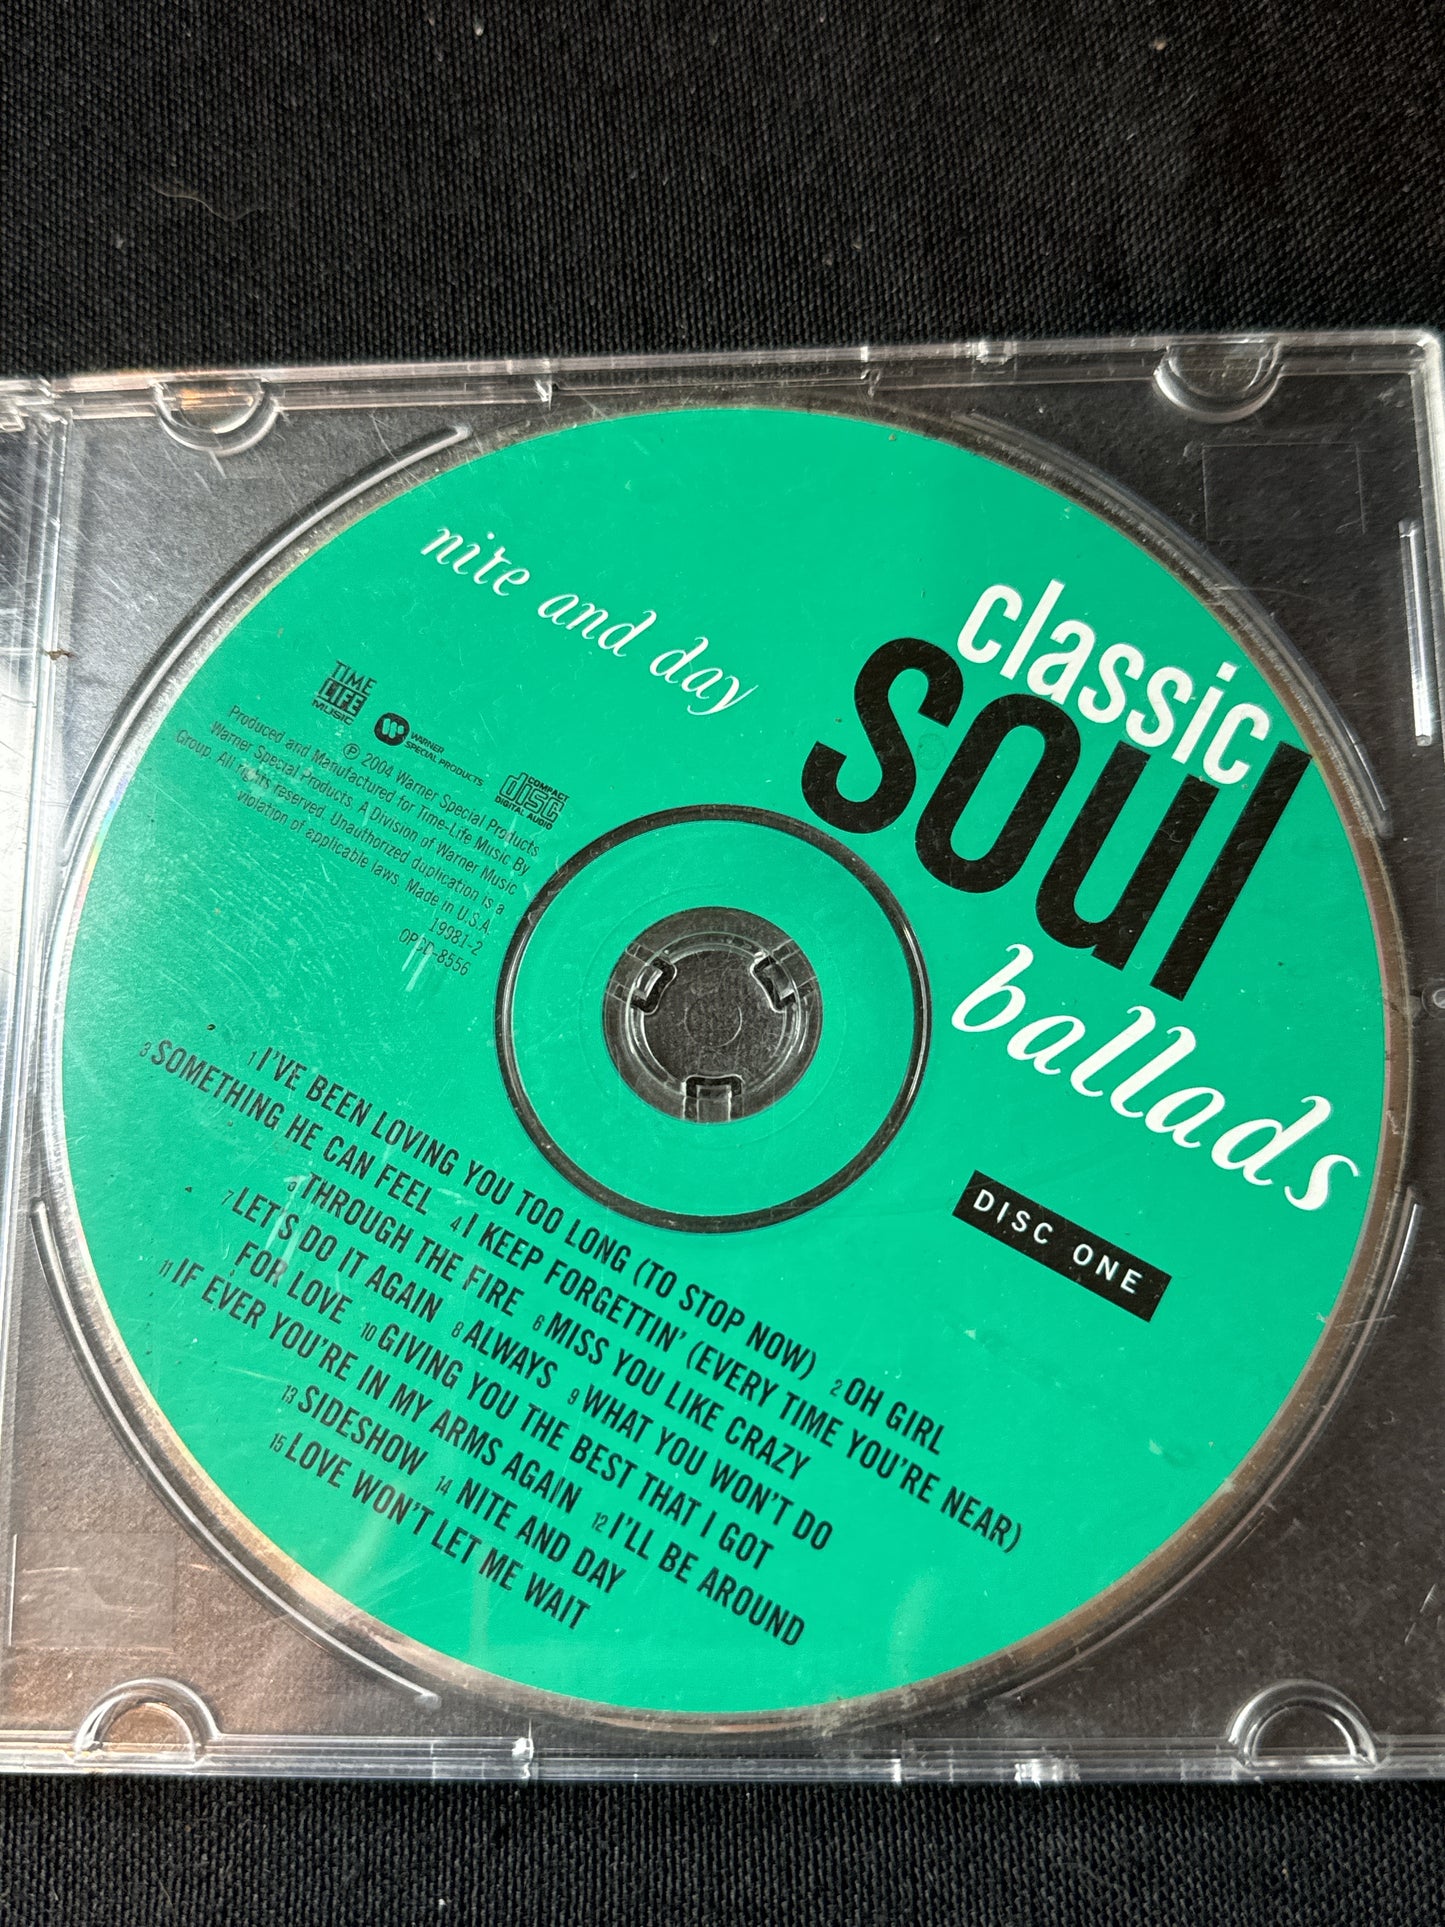 nite and day
classic
soul
ballads
DISC ONE
TIME
LIFE
MUSIC
WARNER
SPECIAL PRODUCTS
COMPACT
disc
DIGITAL AUDIO
℗ 2004 Warner Special Products
Produced and Manufactured for Time-Life Music By
Warner Special Products. A Division of Warner Music
Group. All rights reserved. Unauthorized duplication is a
violation of applicable laws. Made in U.S.A.
19981-2
OPCD-8556
1 I'VE BEEN LOVING YOU TOO LONG (TO STOP NOW) 2 OH GIRL
3 SOMETHING HE CAN FEEL 4 I KEEP FORGETTIN' (EVERY TIME YOU'RE NEAR)
5 THROUGH THE FIRE 6 MISS YOU LIKE CRAZY
7 LET'S DO IT AGAIN 8 ALWAYS 9 WHAT YOU WON'T DO
FOR LOVE 10 GIVING YOU THE BEST THAT I GOT
11 IF EVER YOU'RE IN MY ARMS AGAIN 12 I'LL BE AROUND
13 SIDESHOW 14 NITE AND DAY
15 LOVE WON'T LET ME WAIT